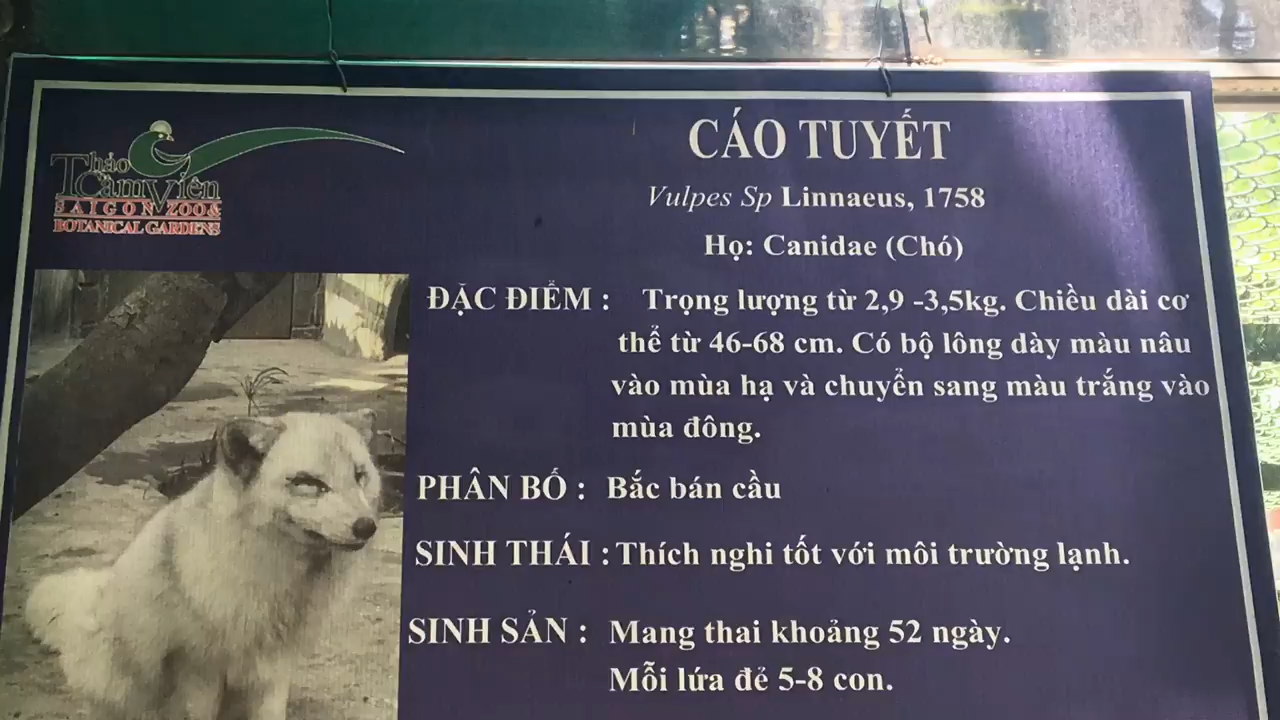 Thảo
Cầm Viên
SAIGON ZOO &
BOTANICAL GARDENS
CÁO TUYẾT
Vulpes Sp Linnaeus, 1758
Họ: Canidae (Chó)
ĐẶC ĐIỂM : Trọng lượng từ 2,9 -3,5kg. Chiều dài cơ
thể từ 46-68 cm. Có bộ lông dày màu nâu
vào mùa hạ và chuyển sang màu trắng vào
mùa đông.
PHÂN BỐ : Bắc bán cầu
SINH THÁI : Thích nghi tốt với môi trường lạnh.
SINH SẢN : Mang thai khoảng 52 ngày.
Mỗi lứa đẻ 5-8 con.